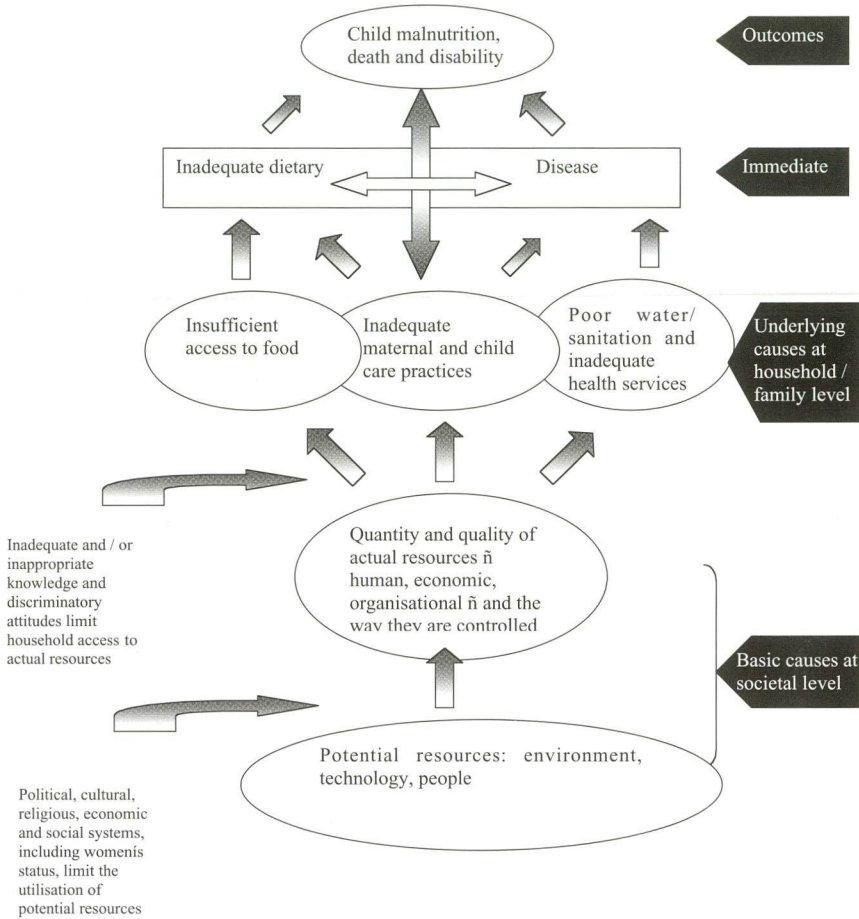 Child malnutrition,
death and disability
Outcomes
Inadequate dietary
Disease
Immediate
Insufficient
access to food
Inadequate
maternal and child
care practices
Poor water/
sanitation and
inadequate
health services
Underlying
causes at
household /
family level
Inadequate and / or
inappropriate
knowledge and
discriminatory
attitudes limit
household access to
actual resources
Quantity and quality of
actual resources ñ
human, economic,
organisational ñ and the
way they are controlled
Basic causes at
societal level
Potential resources: environment,
technology, people
Political, cultural,
religious, economic
and social systems,
including womenís
status, limit the
utilisation of
potential resources